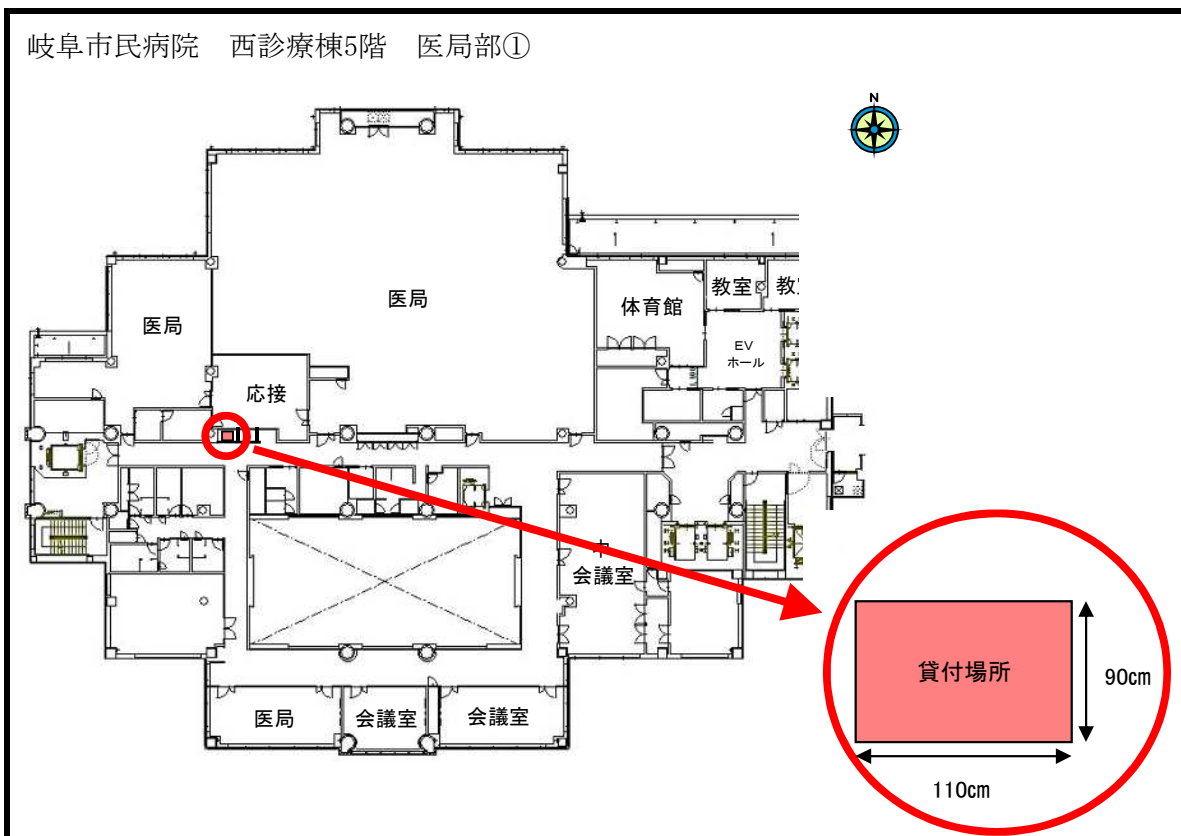 岐阜市民病院　西診療棟5階　医局部①
N
医局
医局
体育館
教室
教
EV
ホール
応接
中
会議室
医局
会議室
会議室
貸付場所
90cm
110cm